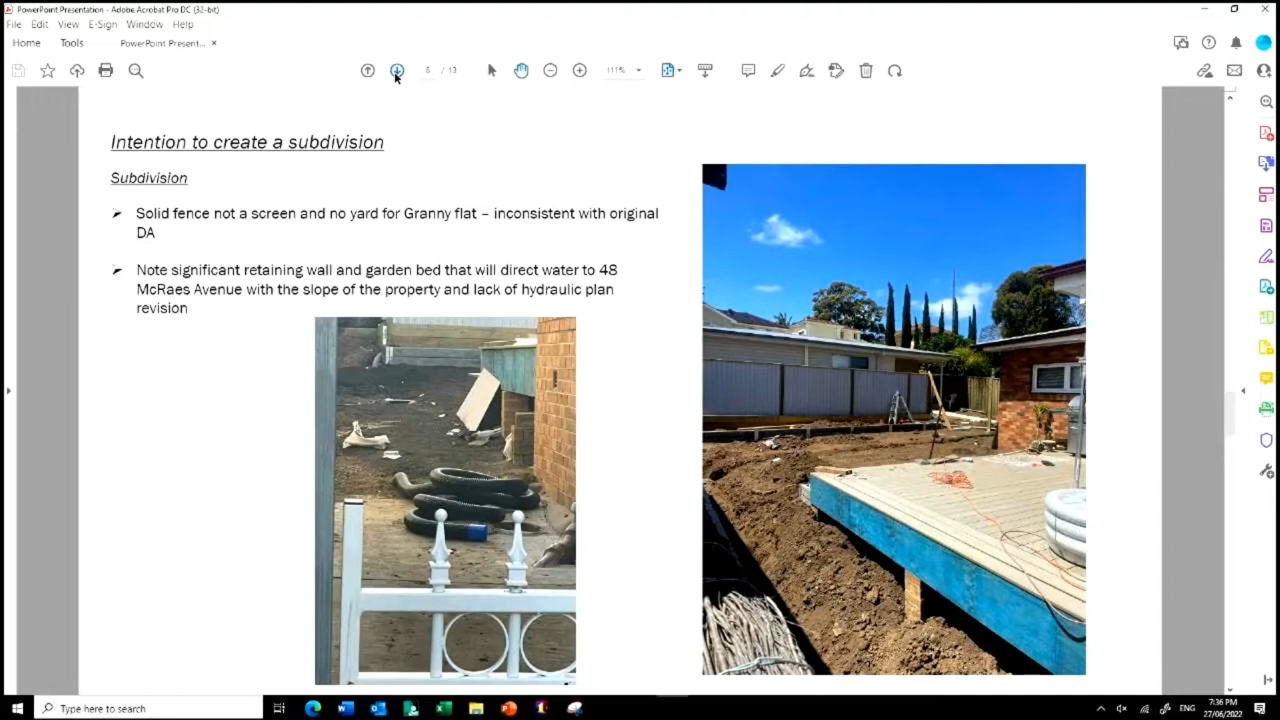 PowerPoint Presentation - Adobe Acrobat Pro DC (32-bit)
File Edit View E-Sign Window Help
Home Tools PowerPoint Present... ×
6 / 13 111%
Intention to create a subdivision
Subdivision
Solid fence not a screen and no yard for Granny flat – inconsistent with original
DA
Note significant retaining wall and garden bed that will direct water to 48
McRaes Avenue with the slope of the property and lack of hydraulic plan
revision
Type here to search
ENG
7:36 PM
27/06/2022